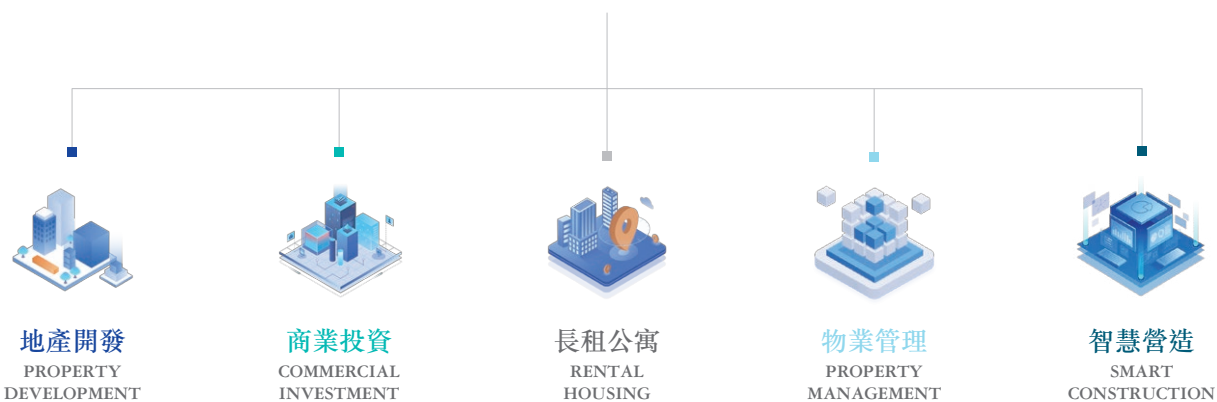 地產開發
PROPERTY
DEVELOPMENT
商業投資
COMMERCIAL
INVESTMENT
長租公寓
RENTAL
HOUSING
物業管理
PROPERTY
MANAGEMENT
智慧營造
SMART
CONSTRUCTION